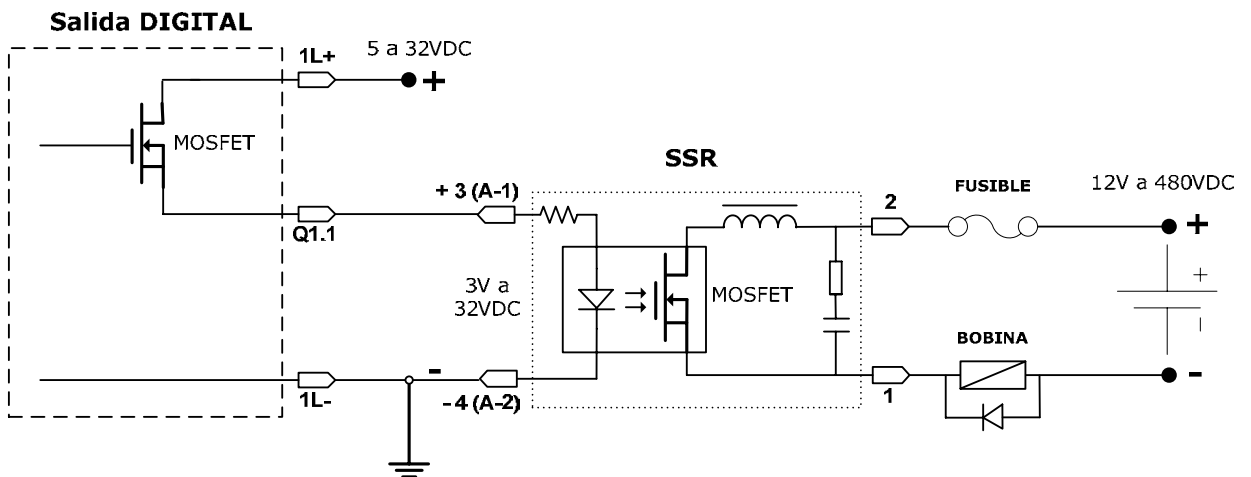 Salida DIGITAL
1L+
5 a 32VDC
+
MOSFET
SSR
+ 3 (A-1)
Q1.1
2
FUSIBLE
12V a 480VDC
+
3V a
32VDC
MOSFET
+
-
BOBINA
-
- 4 (A-2)
1L-
1
-